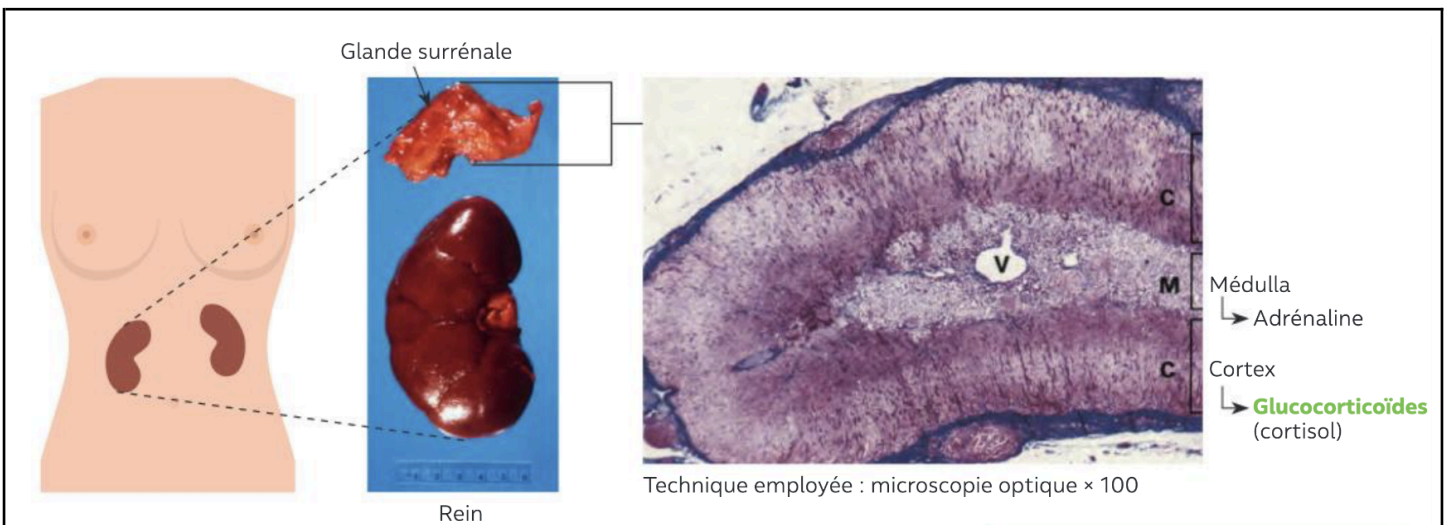 Glande surrénale
C
V
M
Médulla
Adrénaline
C
Cortex
Glucocorticoïdes
(cortisol)
Technique employée : microscopie optique × 100
Rein